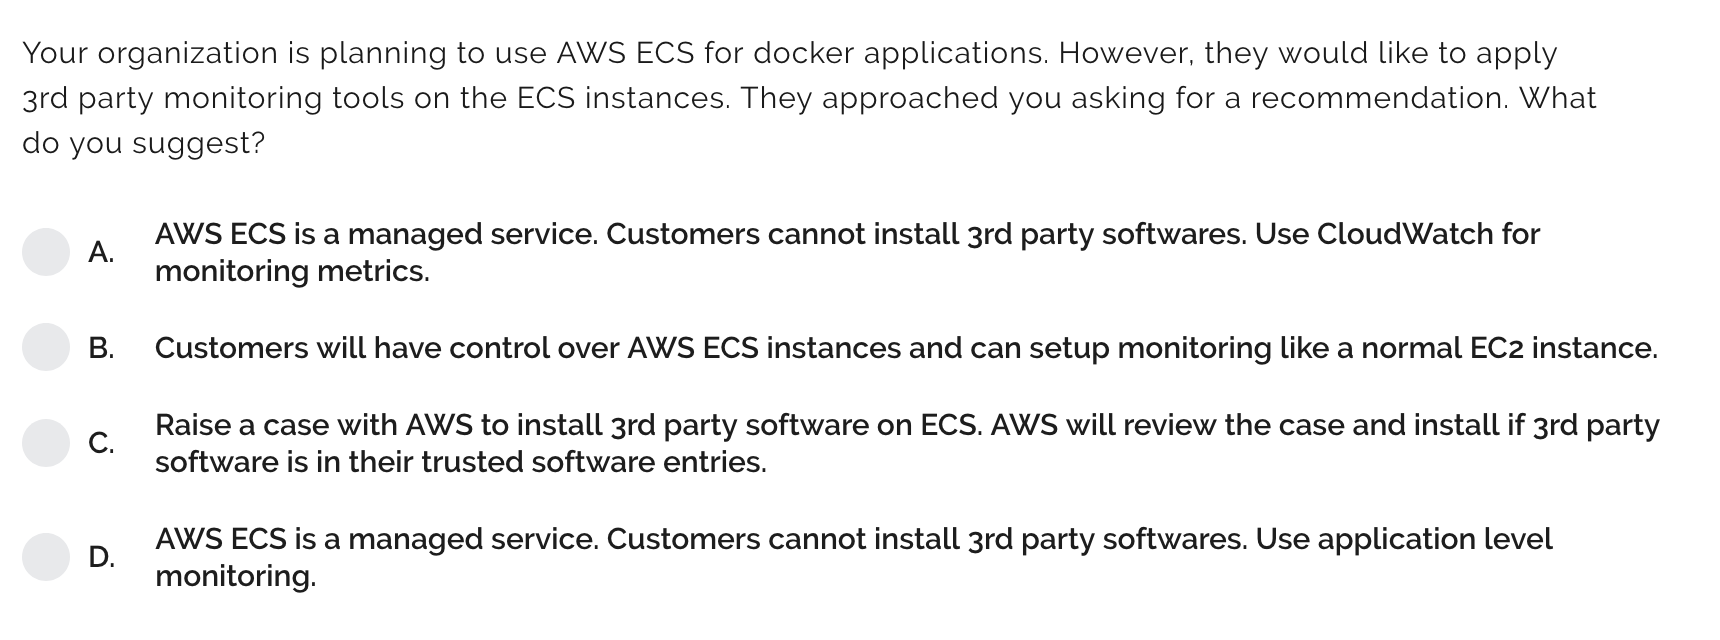 Your organization is planning to use AWS ECS for docker applications. However, they would like to apply
3rd party monitoring tools on the ECS instances. They approached you asking for a recommendation. What
do you suggest?
A. AWS ECS is a managed service. Customers cannot install 3rd party softwares. Use CloudWatch for
monitoring metrics.
B. Customers will have control over AWS ECS instances and can setup monitoring like a normal EC2 instance.
C. Raise a case with AWS to install 3rd party software on ECS. AWS will review the case and install if 3rd party
software is in their trusted software entries.
D. AWS ECS is a managed service. Customers cannot install 3rd party softwares. Use application level
monitoring.